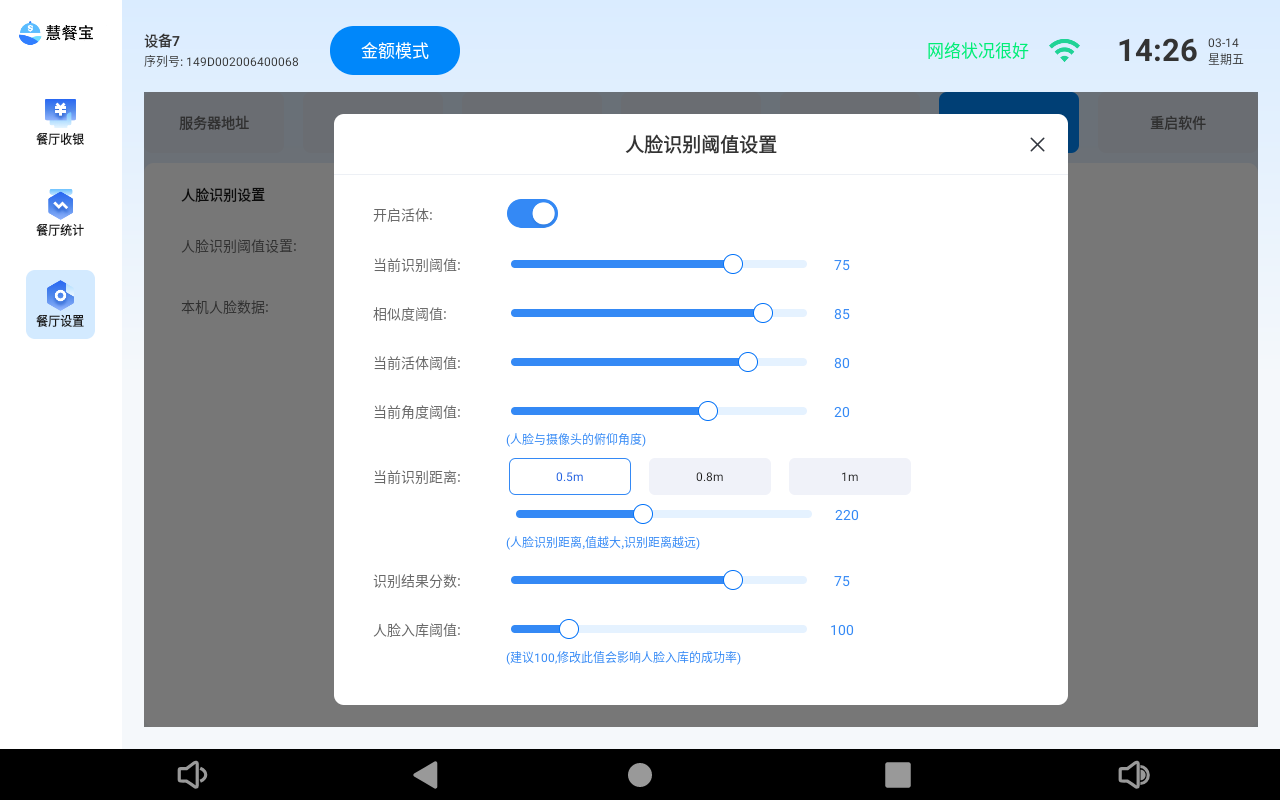 慧餐宝
设备7
序列号: 149D002006400068
金额模式
网络状况很好
14:26
03-14
星期五
餐厅收银
餐厅统计
餐厅设置
服务器地址
重启软件
人脸识别设置
人脸识别阈值设置:
本机人脸数据:
人脸识别阈值设置
开启活体:
当前识别阈值: 75
相似度阈值: 85
当前活体阈值: 80
当前角度阈值: 20
(人脸与摄像头的俯仰角度)
当前识别距离: 0.5m 0.8m 1m
220
(人脸识别距离,值越大,识别距离越远)
识别结果分数: 75
人脸入库阈值: 100
(建议100,修改此值会影响人脸入库的成功率)